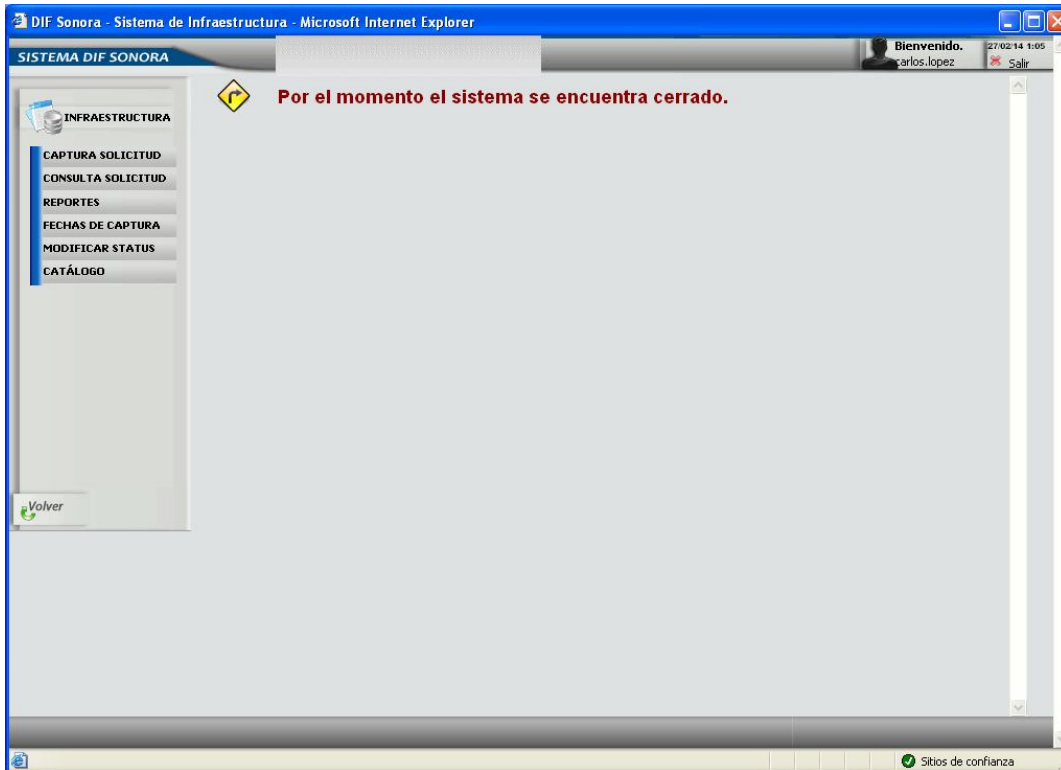 DIF Sonora - Sistema de Infraestructura - Microsoft Internet Explorer
SISTEMA DIF SONORA
Bienvenido.
carlos.lopez
27/02/14 1:05
Salir
Por el momento el sistema se encuentra cerrado.
INFRAESTRUCTURA
CAPTURA SOLICITUD
CONSULTA SOLICITUD
REPORTES
FECHAS DE CAPTURA
MODIFICAR STATUS
CATÁLOGO
Volver
Sitios de confianza